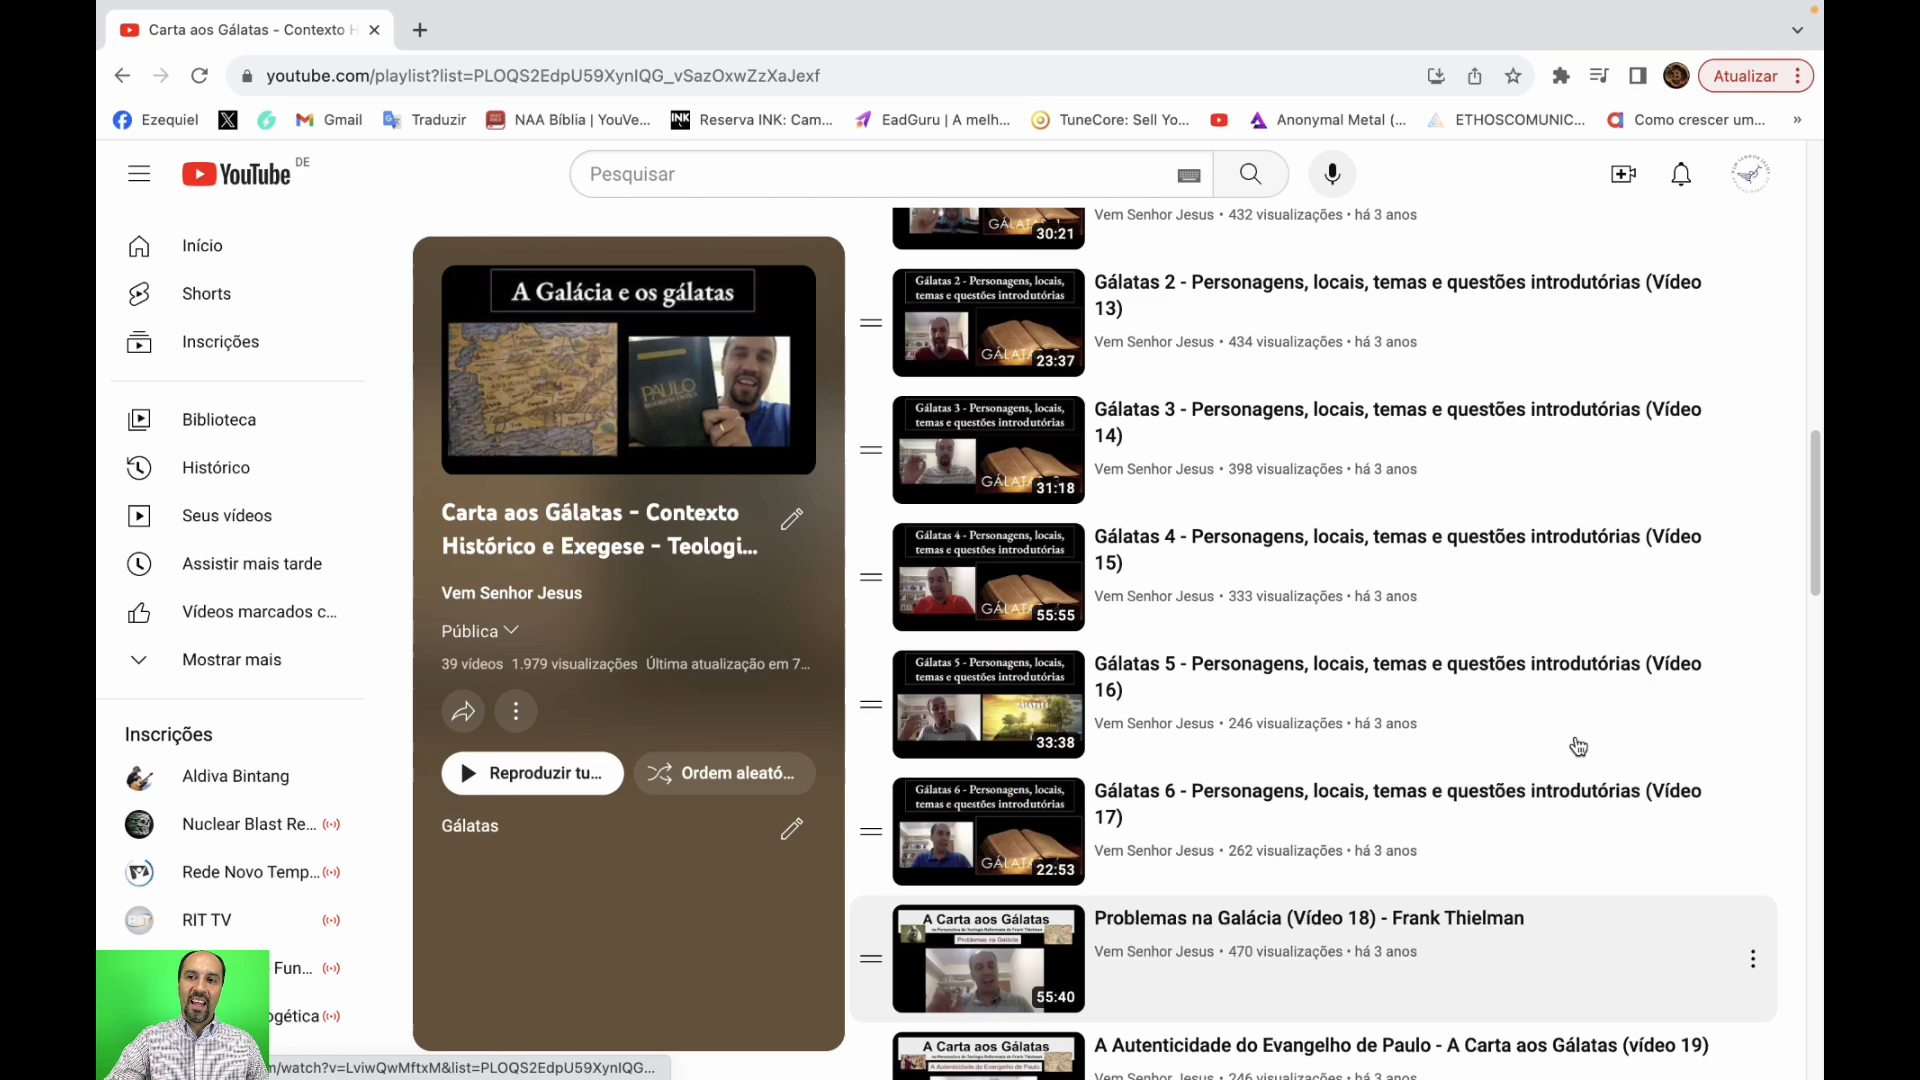 Carta aos Gálatas - Contexto H
youtube.com/playlist?list=PLOQS2EdpU59XynIQG_vSazOxwZzXaJexf
Atualizar
Ezequiel
Gmail
Traduzir
NAA Bíblia | YouVe...
INK
Reserva INK: Cam...
EadGuru | A melh...
TuneCore: Sell Yo...
Anonymal Metal (...
ETHOSCOMUNIC...
Como crescer um...
»
YouTube DE
Pesquisar
Início
Shorts
Inscrições
Biblioteca
Histórico
Seus vídeos
Assistir mais tarde
Vídeos marcados c...
Mostrar mais
Inscrições
Aldiva Bintang
Nuclear Blast Re...
Rede Novo Temp...
RIT TV
Fun...
ogética
A Galácia e os gálatas
PAULO
Carta aos Gálatas - Contexto
Histórico e Exegese - Teologi...
Vem Senhor Jesus
Pública
39 vídeos 1.979 visualizações Última atualização em 7...
Reproduzir tu...
Ordem aleató...
Gálatas
30:21
Vem Senhor Jesus • 432 visualizações • há 3 anos
Gálatas 2 - Personagens, locais,
temas e questões introdutórias
23:37
Gálatas 2 - Personagens, locais, temas e questões introdutórias (Vídeo
13)
Vem Senhor Jesus • 434 visualizações • há 3 anos
Gálatas 3 - Personagens, locais,
temas e questões introdutórias
31:18
Gálatas 3 - Personagens, locais, temas e questões introdutórias (Vídeo
14)
Vem Senhor Jesus • 398 visualizações • há 3 anos
Gálatas 4 - Personagens, locais,
temas e questões introdutórias
55:55
Gálatas 4 - Personagens, locais, temas e questões introdutórias (Vídeo
15)
Vem Senhor Jesus • 333 visualizações • há 3 anos
Gálatas 5 - Personagens, locais,
temas e questões introdutórias
33:38
Gálatas 5 - Personagens, locais, temas e questões introdutórias (Vídeo
16)
Vem Senhor Jesus • 246 visualizações • há 3 anos
Gálatas 6 - Personagens, locais,
temas e questões introdutórias
22:53
Gálatas 6 - Personagens, locais, temas e questões introdutórias (Vídeo
17)
Vem Senhor Jesus • 262 visualizações • há 3 anos
A Carta aos Gálatas
Problemas na Galácia
55:40
Problemas na Galácia (Vídeo 18) - Frank Thielman
Vem Senhor Jesus • 470 visualizações • há 3 anos
A Carta aos Gálatas
A Autenticidade do Evangelho de Paulo
A Autenticidade do Evangelho de Paulo - A Carta aos Gálatas (vídeo 19)
Vem Senhor Jesus • 246 visualizações • há 3 anos
n/watch?v=LviwQwMftxM&list=PLOQS2EdpU59XynIQG...